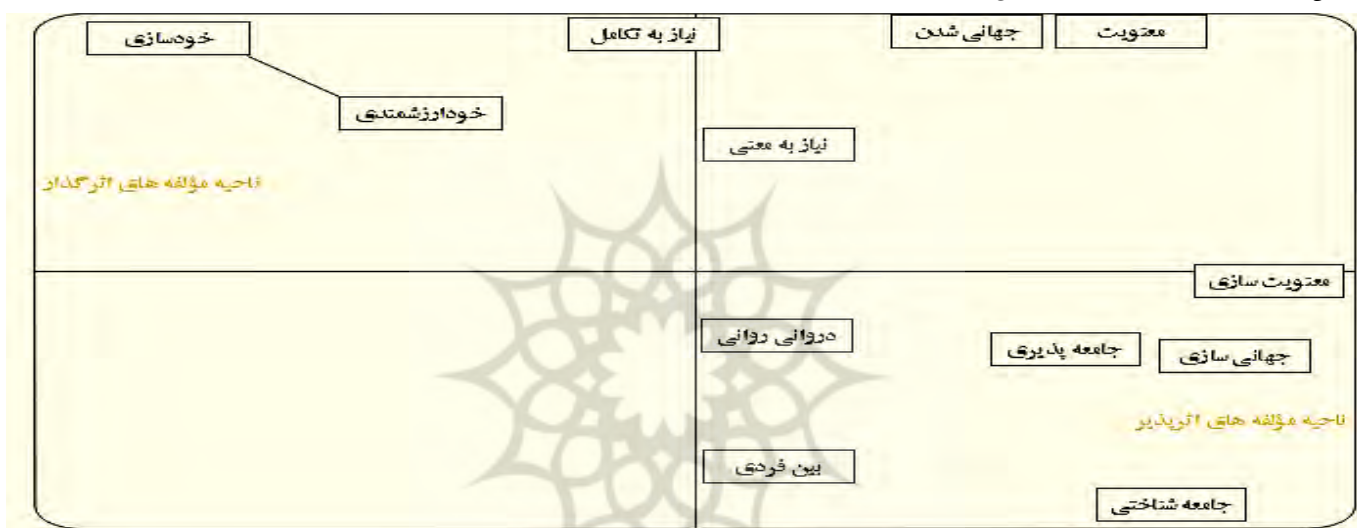 معنویت
جهانی شدن
نیاز به تکامل
خودسازی
خودارزشمندی
نیاز به معنی
ناحیه مؤلفه های اثرگذار
معنویت سازی
دروانی روانی
جامعه پذیری
جهانی سازی
ناحیه مؤلفه های اثرپذیر
بین فردی
جامعه شناختی